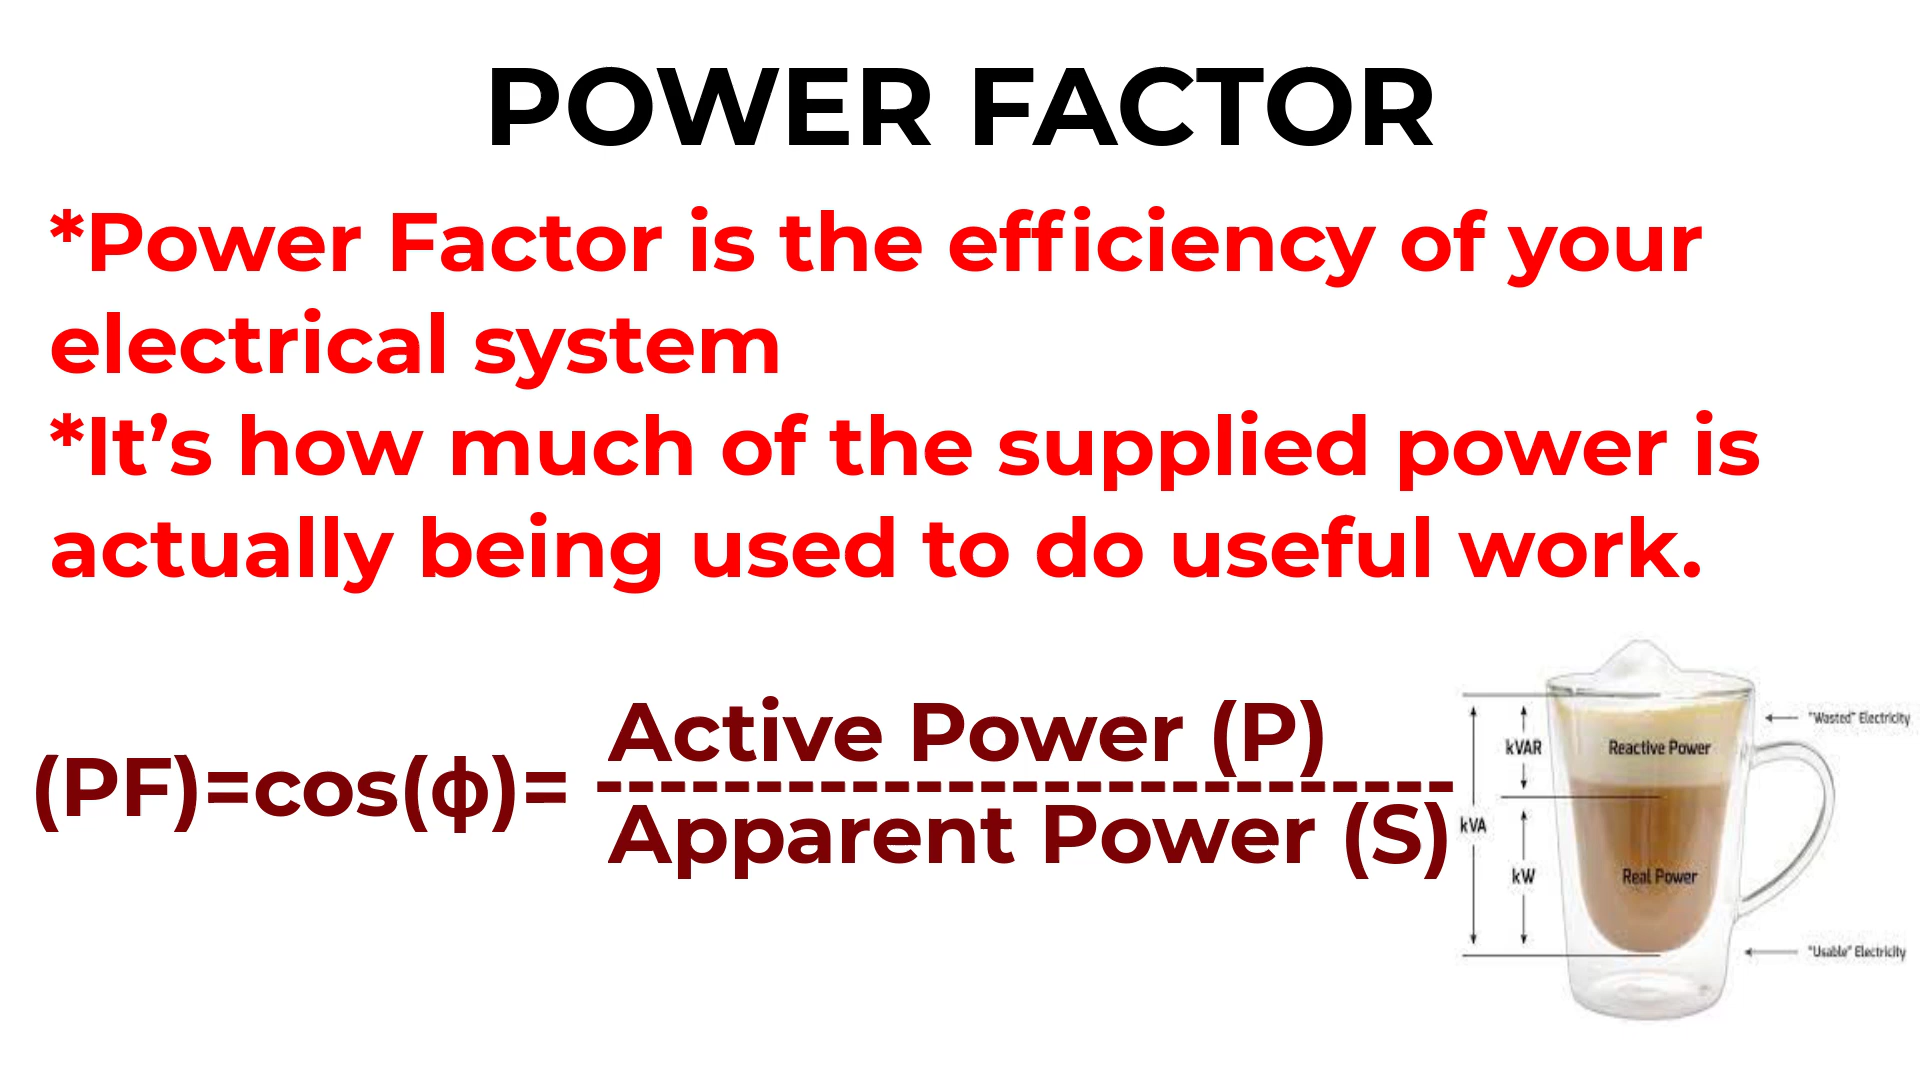 POWER FACTOR
*Power Factor is the efficiency of your
electrical system
*It’s how much of the supplied power is
actually being used to do useful work.
Active Power (P)
(PF)=cos(ϕ)= ----------------------------
Apparent Power (S)
"Wasted" Electricity
kVAR
Reactive Power
kVA
kW
Real Power
"Usable" Electricity